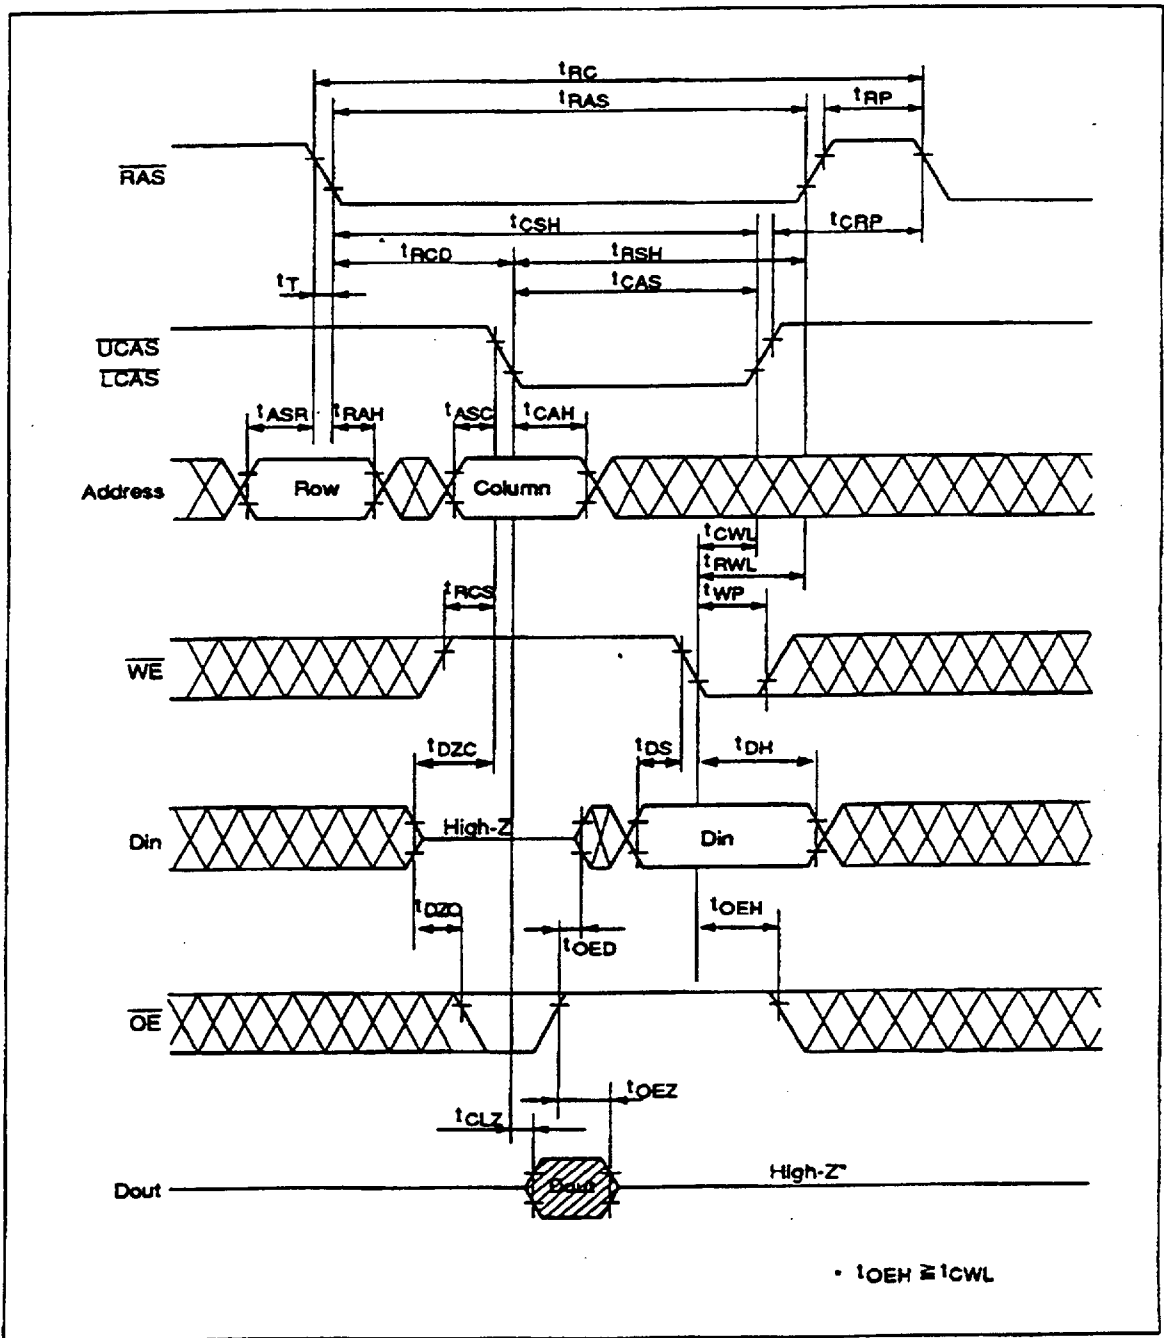 tRC
tRAS
tRP
RAS
tCSH
tCRP
tRCD
tRSH
tT
tCAS
UCAS
LCAS
tASR
tRAH
tASC
tCAH
Address
Row
Column
tCWL
tRWL
tRCS
tWP
WE
tDZC
tDS
tDH
High-Z
Din
Din
tDZO
tOEH
tOED
OE
tOEZ
tCLZ
High-Z*
Dout
Dout
* tOEH ≧ tCWL